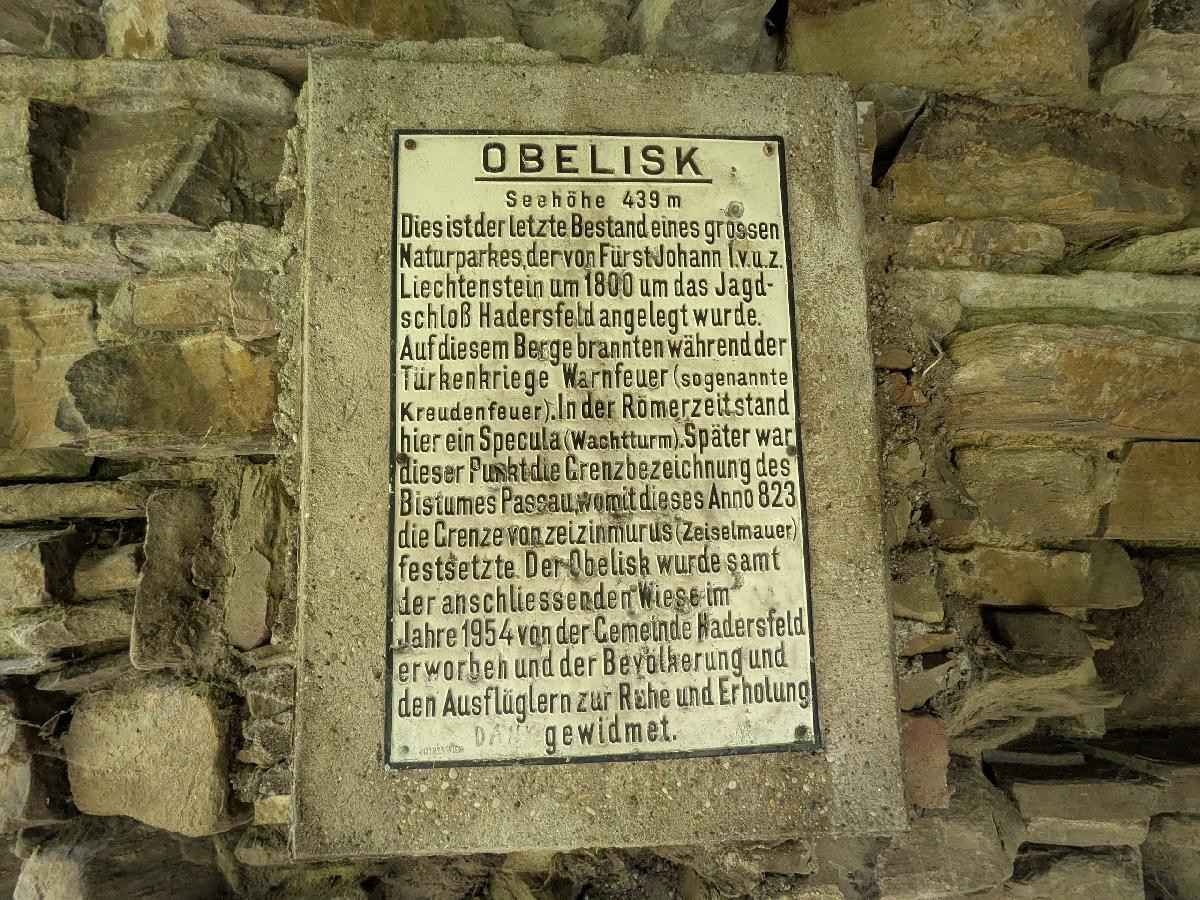 OBELISK
Seehöhe 439 m
Dies ist der letzte Bestand eines grossen
Naturparkes, der von Fürst Johann I. v. u. z.
Liechtenstein um 1800 um das Jagd-
schloß Hadersfeld angelegt wurde.
Auf diesem Berge brannten während der
Türkenkriege Warnfeuer (sogenannte
Kreudenfeuer). In der Römerzeit stand
hier ein Specula (Wachtturm). Später war
dieser Punkt die Grenzbezeichnung des
Bistumes Passau, womit dieses Anno 823
die Grenze von zeizinmurus (Zeiselmauer)
festsetzte. Der Obelisk wurde samt
der anschliessenden Wiese im
Jahre 1954 von der Gemeinde Hadersfeld
erworben und der Bevölkerung und
den Ausflüglern zur Ruhe und Erholung
gewidmet.